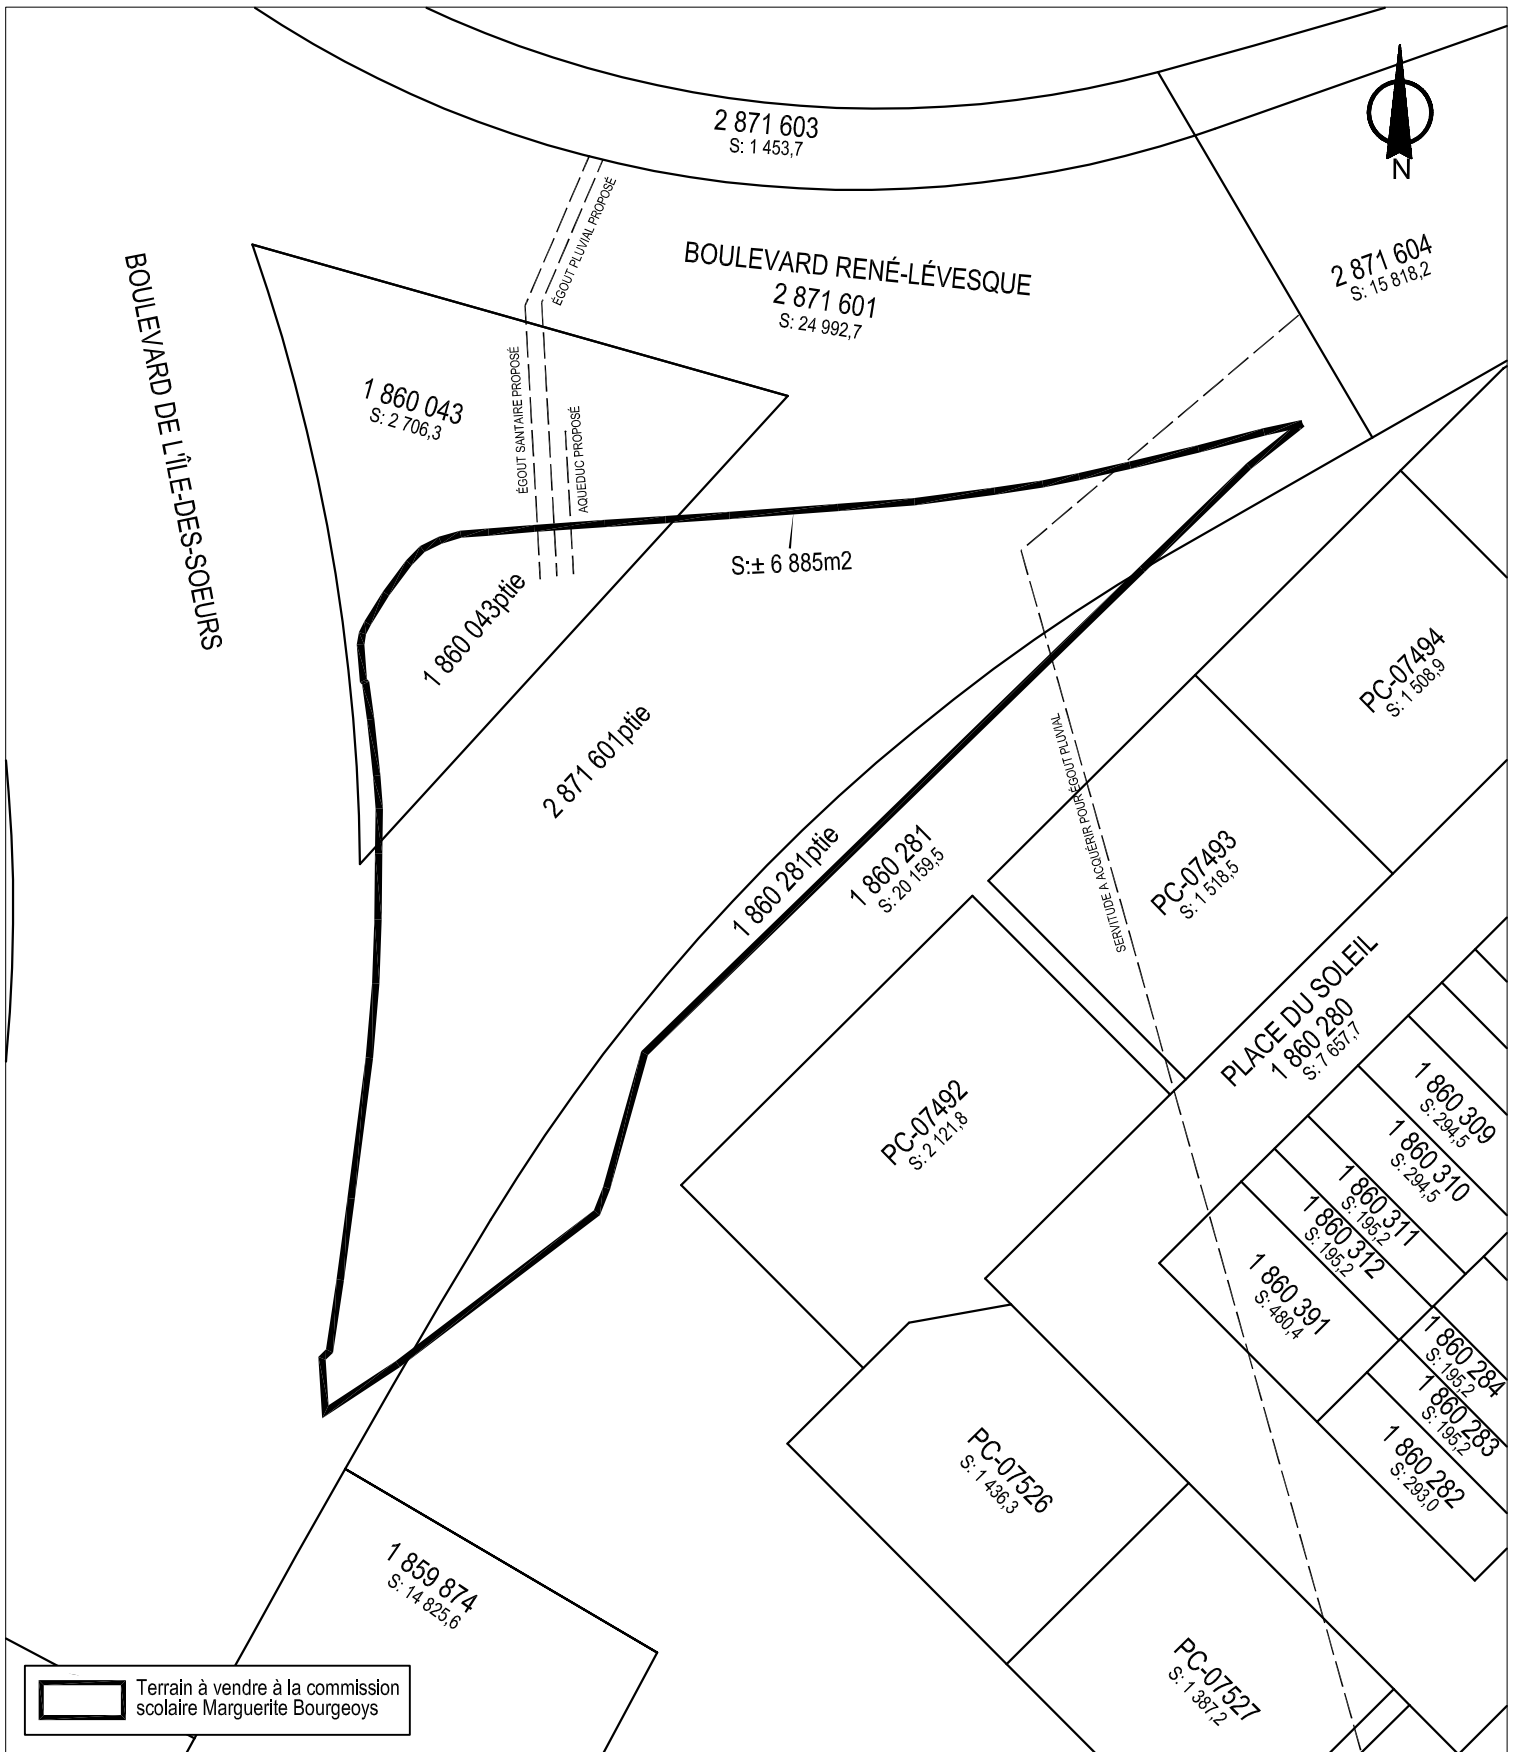 2 871 603
S: 1 453,7
N
ÉGOUT PLUVIAL PROPOSÉ
BOULEVARD RENÉ-LÉVESQUE
2 871 601
S: 24 992,7
2 871 604
S: 15 818,2
BOULEVARD DE L'ÎLE-DES-SOEURS
1 860 043
S: 2 706,3
ÉGOUT SANTAIRE PROPOSÉ
AQUEDUC PROPOSÉ
S:± 6 885m2
1 860 043ptie
2 871 601ptie
PC-07494
S: 1 508,9
SERVITUDE A ACQUÉRIR POUR ÉGOUT PLUVIAL
1 860 281ptie
1 860 281
S: 20 159,5
PC-07493
S: 1 518,5
PLACE DU SOLEIL
1 860 280
S: 7 657,7
PC-07492
S: 2 121,8
1 860 309
S: 294,5
1 860 310
S: 294,5
1 860 311
S: 195,2
1 860 312
S: 195,2
1 860 391
S: 480,4
1 860 284
S: 195,2
1 860 283
S: 195,2
1 860 282
S: 293,0
PC-07526
S: 1 436,3
1 859 874
S: 14 825,6
PC-07527
S: 1 387,2
Terrain à vendre à la commission
scolaire Marguerite Bourgeoys